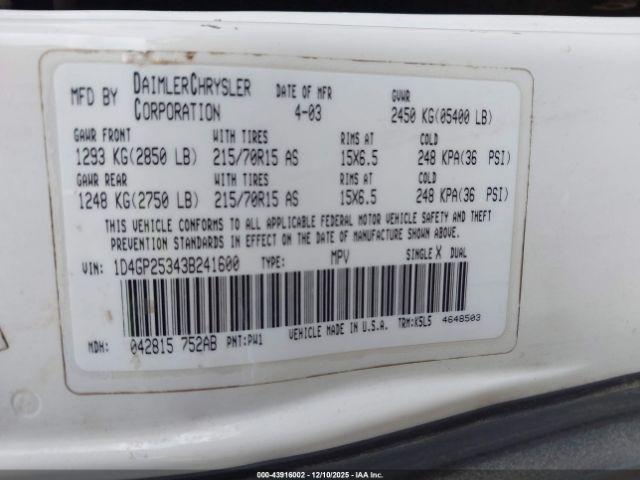 MFD BY DAIMLERCHRYSLER CORPORATION DATE OF MFR 4-03 GVWR 2450 KG(05400 LB)
GAWR FRONT WITH TIRES RIMS AT COLD
1293 KG(2850 LB) 215/70R15 AS 15X6.5 248 KPA(36 PSI)
GAWR REAR WITH TIRES RIMS AT COLD
1248 KG(2750 LB) 215/70R15 AS 15X6.5 248 KPA(36 PSI)
THIS VEHICLE CONFORMS TO ALL APPLICABLE FEDERAL MOTOR VEHICLE SAFETY AND THEFT
PREVENTION STANDARDS IN EFFECT ON THE DATE OF MANUFACTURE SHOWN ABOVE.
VIN: 1D4GP25343B241600 TYPE: MPV SINGLE X DUAL
MDH: 042815 752AB PNT:PW1 VEHICLE MADE IN U.S.A. TRM:K5L5 4648503
000-43916002 - 12/10/2025 - IAA Inc.